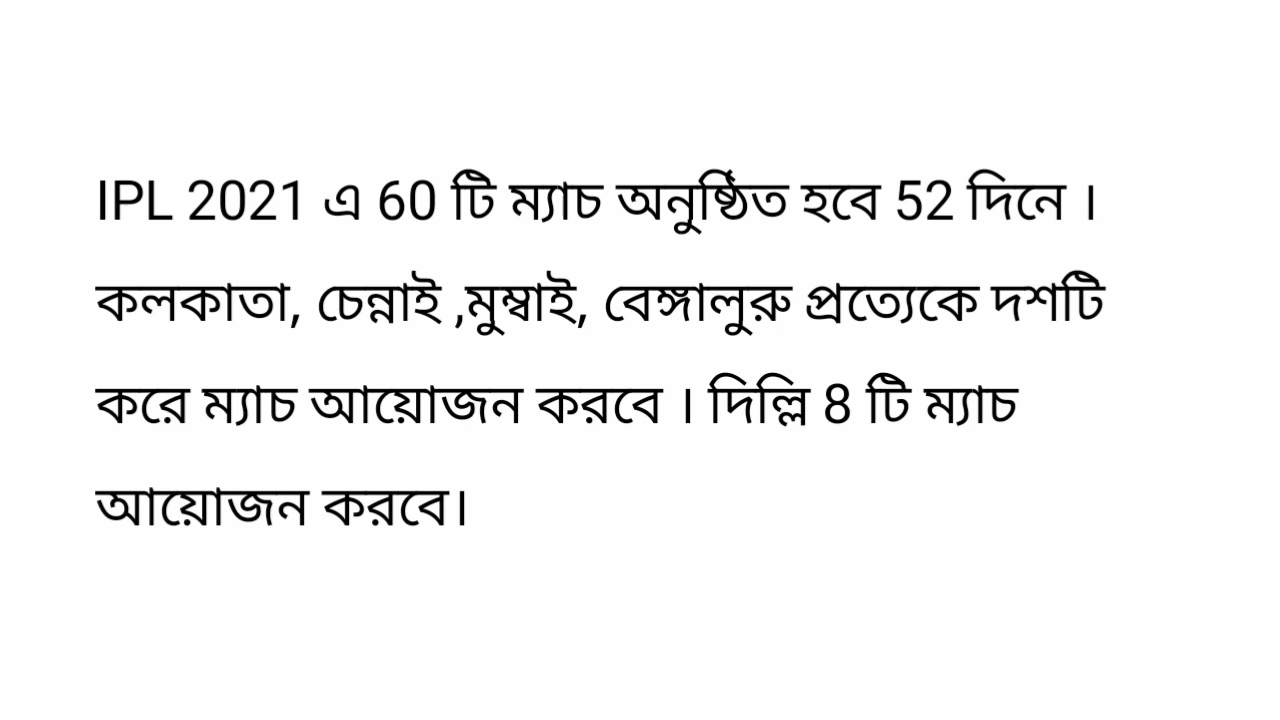 IPL 2021 এ 60 টি ম্যাচ অনুষ্ঠিত হবে 52 দিনে ।
কলকাতা, চেন্নাই ,মুম্বাই, বেঙ্গালুরু প্রত্যেকে দশটি
করে ম্যাচ আয়োজন করবে । দিল্লি 8 টি ম্যাচ
আয়োজন করবে।